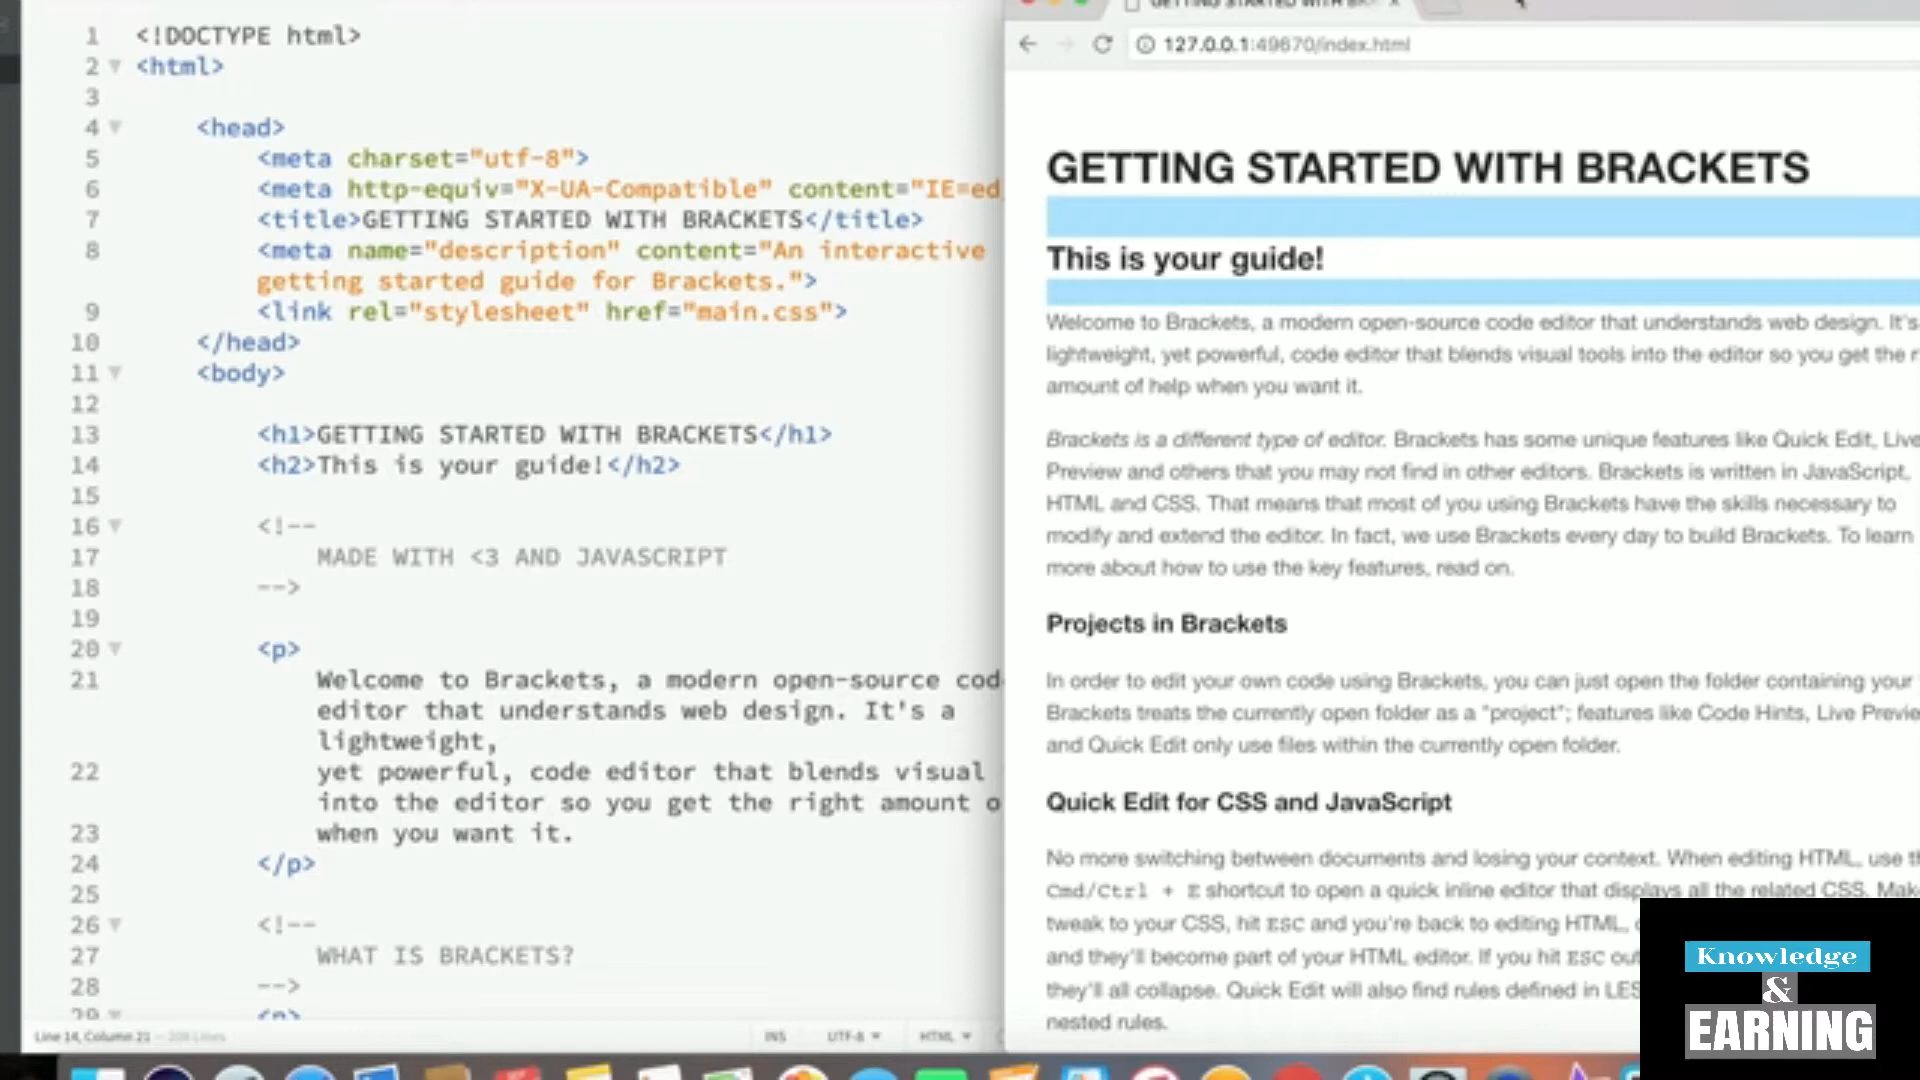 1 <!DOCTYPE html>
2 <html>
3
4 <head>
5 <meta charset="utf-8">
6 <meta http-equiv="X-UA-Compatible" content="IE=ed
7 <title>GETTING STARTED WITH BRACKETS</title>
8 <meta name="description" content="An interactive
getting started guide for Brackets.">
9 <link rel="stylesheet" href="main.css">
10 </head>
11 <body>
12
13 <h1>GETTING STARTED WITH BRACKETS</h1>
14 <h2>This is your guide!</h2>
15
16 <!--
17 MADE WITH <3 AND JAVASCRIPT
18 -->
19
20 <p>
21 Welcome to Brackets, a modern open-source cod
editor that understands web design. It's a
lightweight,
22 yet powerful, code editor that blends visual
into the editor so you get the right amount o
23 when you want it.
24 </p>
25
26 <!--
27 WHAT IS BRACKETS?
28 -->
29 <p>
Line 14, Column 21 — 208 Lines
INS UTF-8 HTML
GETTING STARTED WITH
127.0.0.1:49670/index.html
GETTING STARTED WITH BRACKETS
This is your guide!
Welcome to Brackets, a modern open-source code editor that understands web design. It's
lightweight, yet powerful, code editor that blends visual tools into the editor so you get the r
amount of help when you want it.
Brackets is a different type of editor. Brackets has some unique features like Quick Edit, Live
Preview and others that you may not find in other editors. Brackets is written in JavaScript,
HTML and CSS. That means that most of you using Brackets have the skills necessary to
modify and extend the editor. In fact, we use Brackets every day to build Brackets. To learn
more about how to use the key features, read on.
Projects in Brackets
In order to edit your own code using Brackets, you can just open the folder containing your
Brackets treats the currently open folder as a "project"; features like Code Hints, Live Previe
and Quick Edit only use files within the currently open folder.
Quick Edit for CSS and JavaScript
No more switching between documents and losing your context. When editing HTML, use th
Cmd/Ctrl + E shortcut to open a quick inline editor that displays all the related CSS. Mak
tweak to your CSS, hit ESC and you're back to editing HTML,
and they'll become part of your HTML editor. If you hit ESC out
they'll all collapse. Quick Edit will also find rules defined in LES
nested rules.
Knowledge
&
EARNING